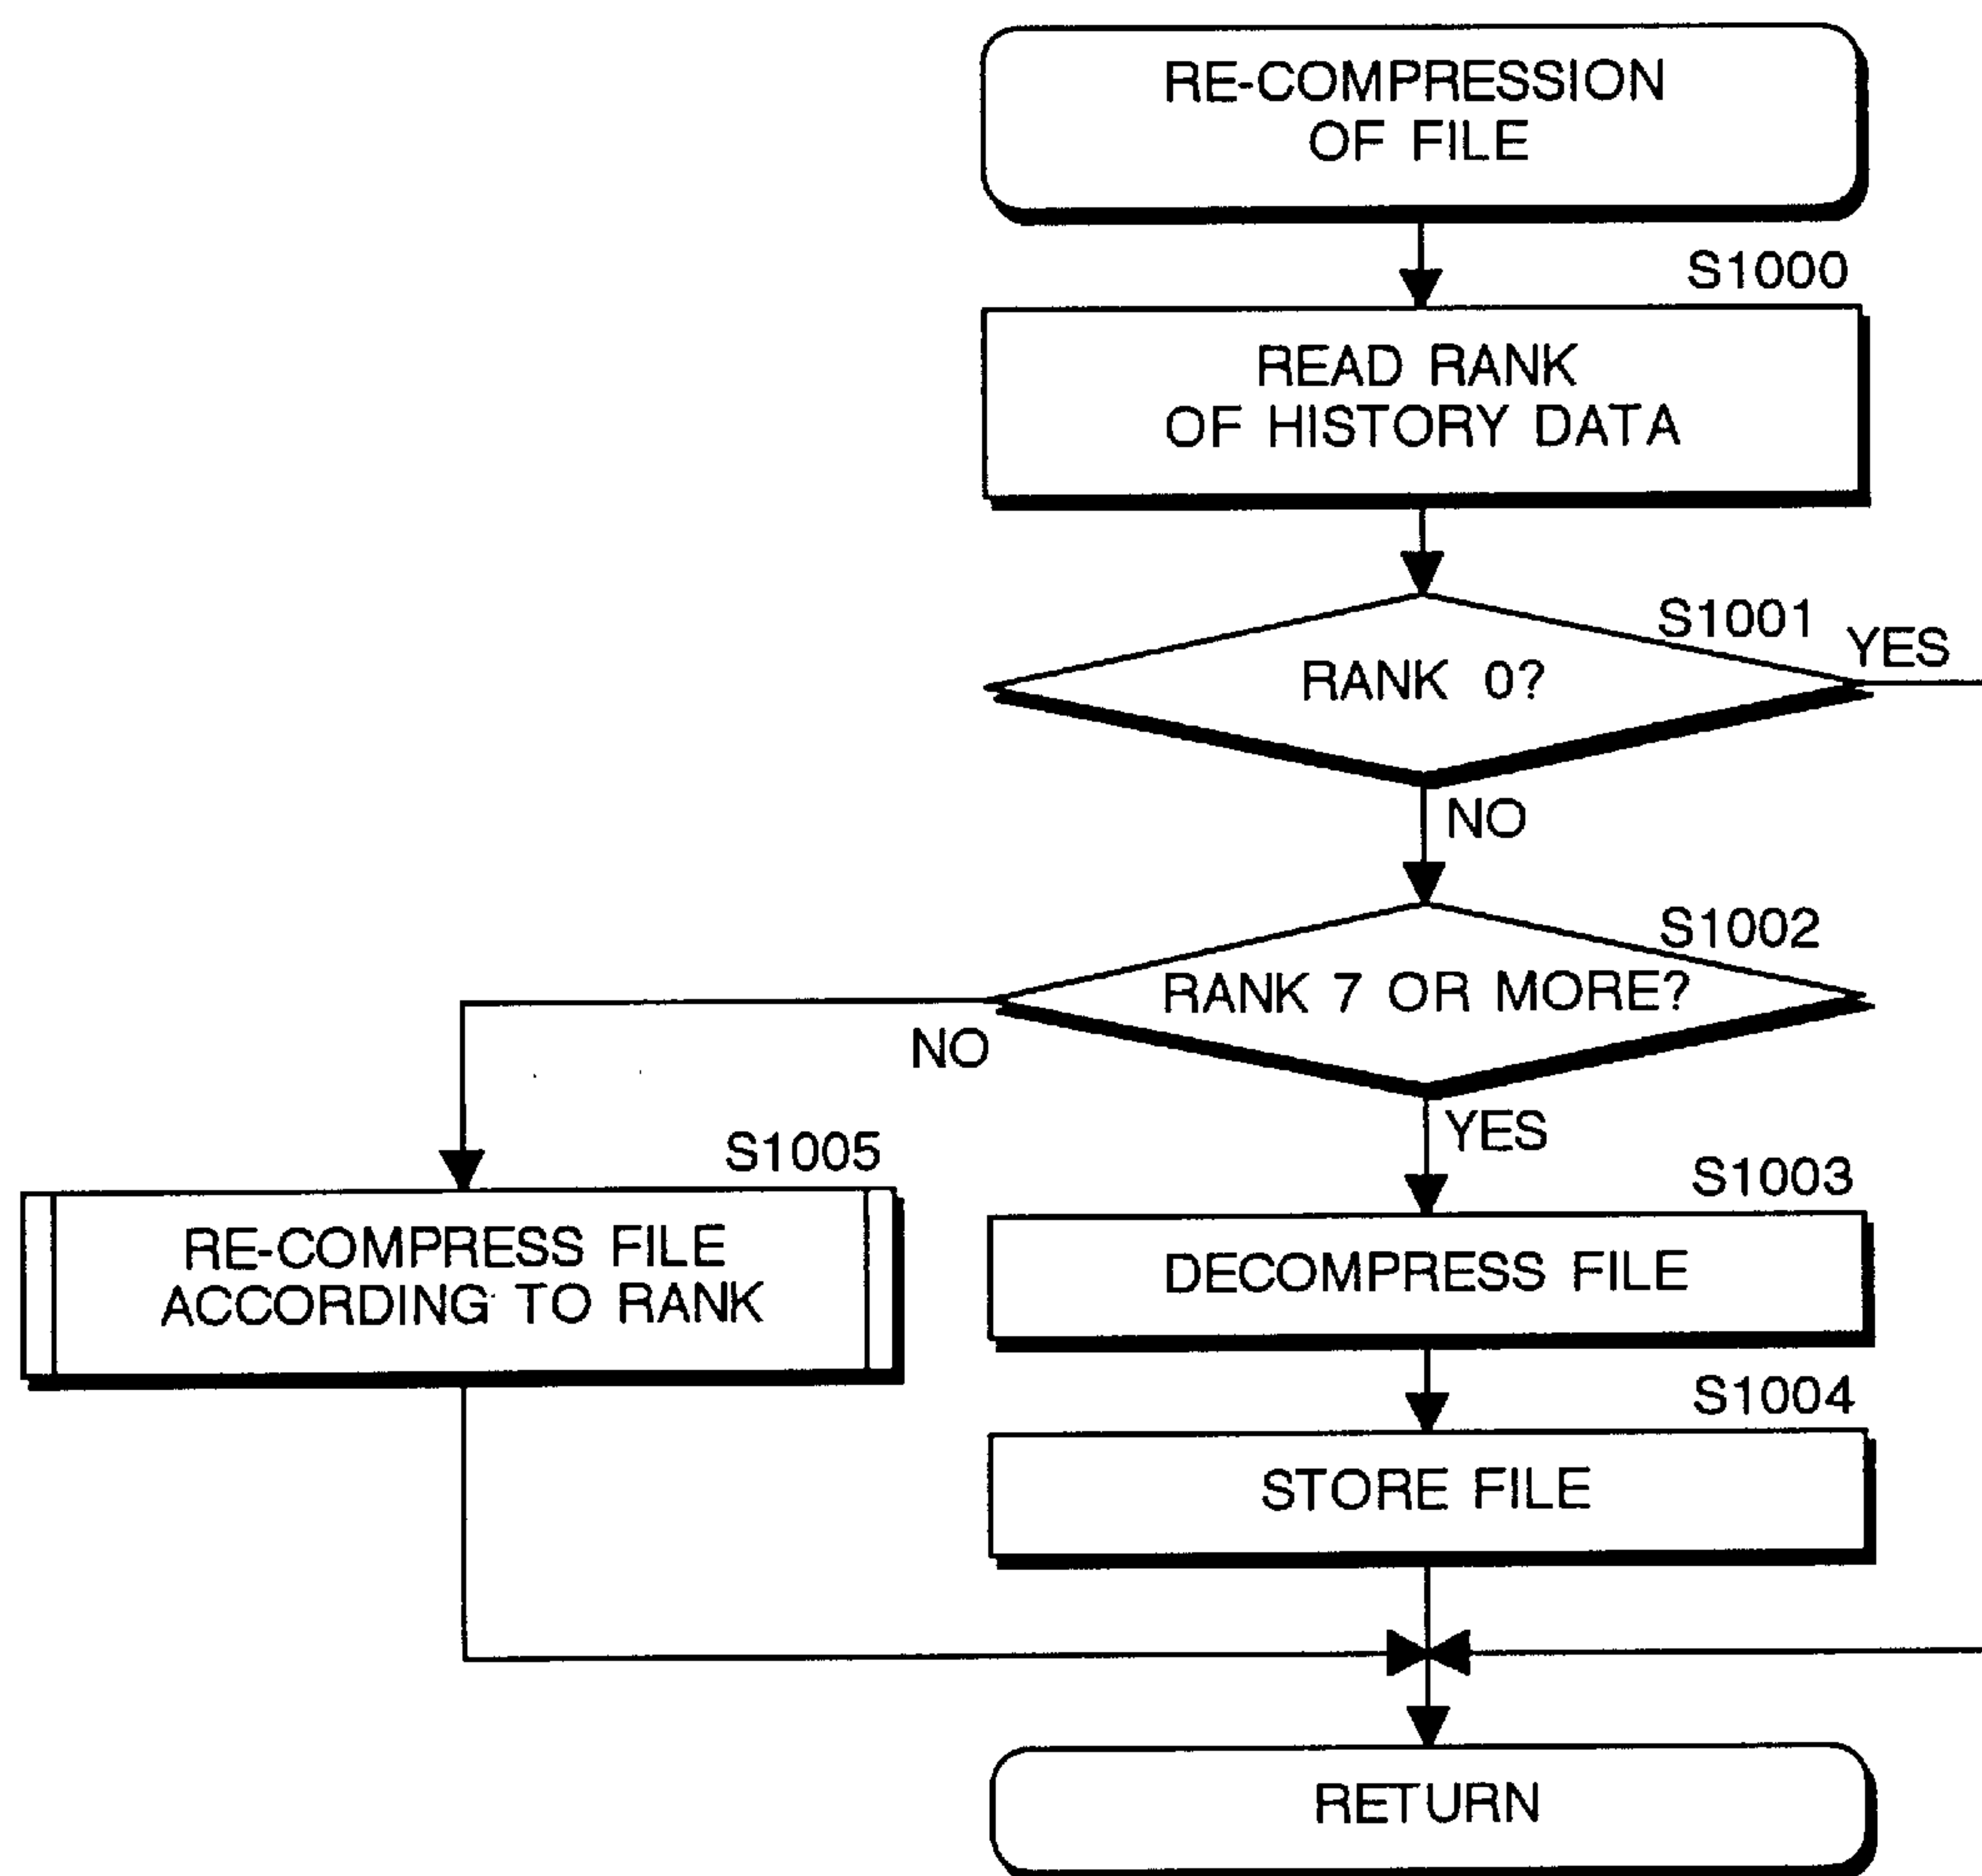 RE-COMPRESSION
OF FILE
S1000
READ RANK
OF HISTORY DATA
S1001
YES
RANK 0?
NO
S1002
RANK 7 OR MORE?
NO
YES
S1005
S1003
RE-COMPRESS FILE
ACCORDING TO RANK
DECOMPRESS FILE
S1004
STORE FILE
RETURN